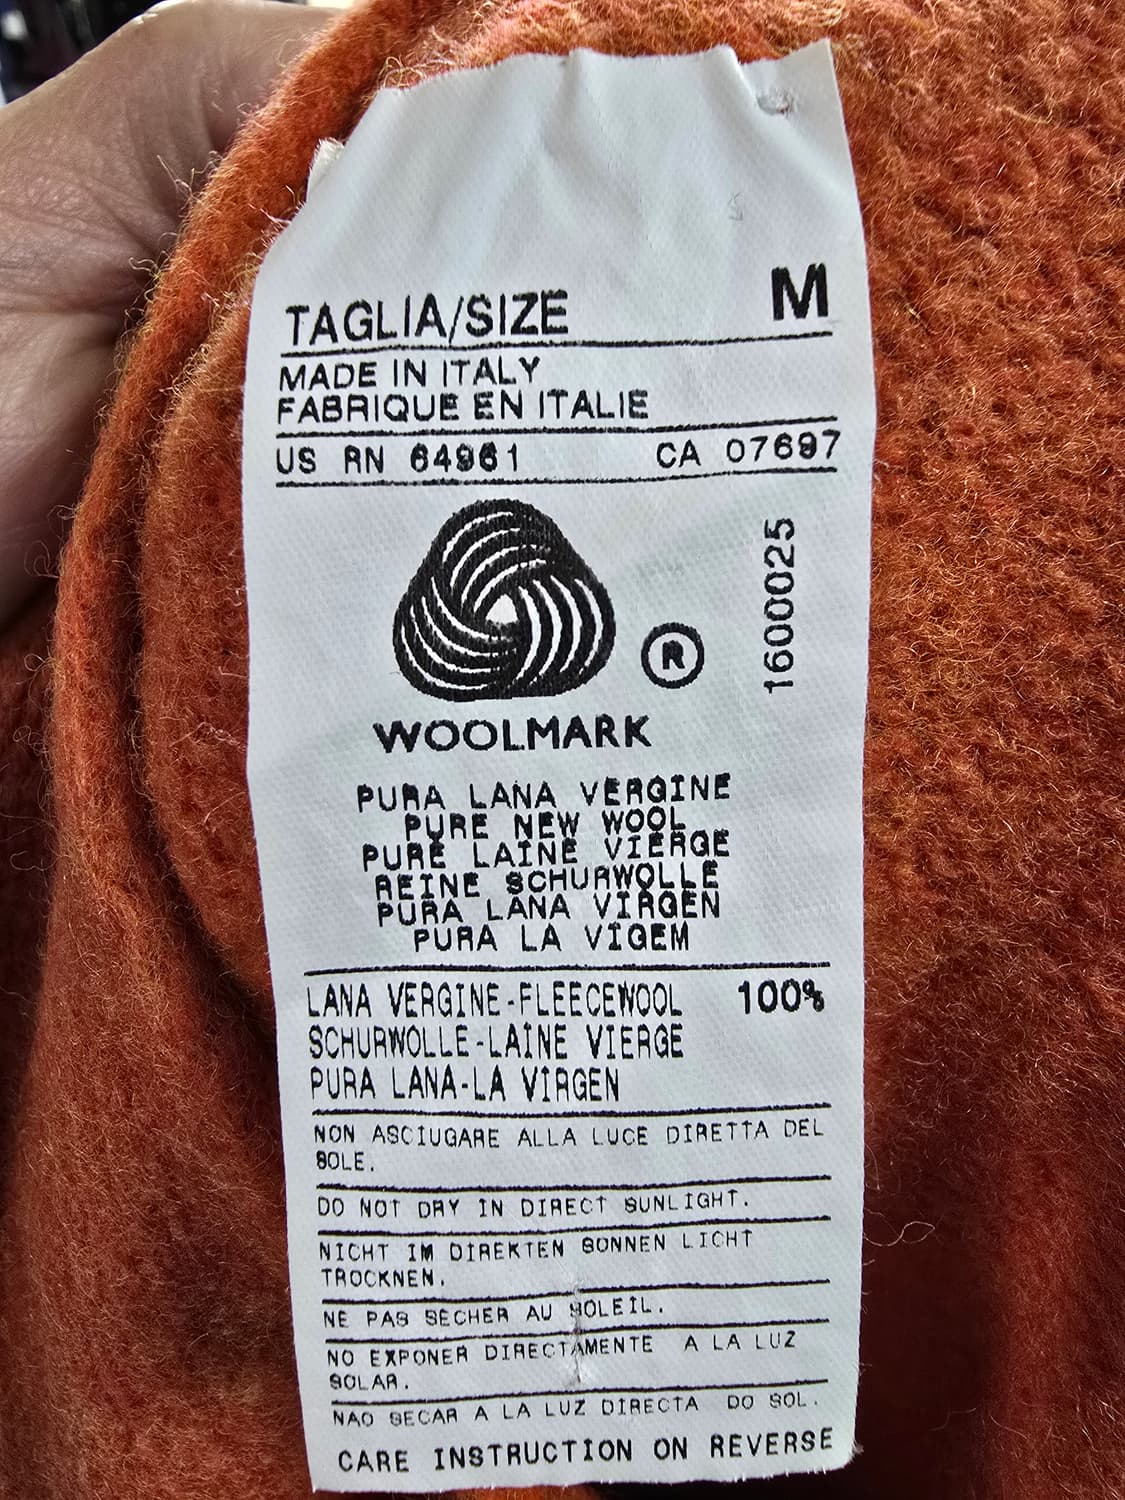 TAGLIA/SIZE M
MADE IN ITALY
FABRIQUE EN ITALIE
US RN 64961 CA 07697
1600025
®
WOOLMARK
PURA LANA VERGINE
PURE NEW WOOL
PURE LAINE VIERGE
REINE SCHURWOLLE
PURA LANA VIRGEN
PURA LA VIGEM
LANA VERGINE-FLEECEWOOL 100%
SCHURWOLLE-LAINE VIERGE
PURA LANA-LA VIRGEN
NON ASCIUGARE ALLA LUCE DIRETTA DEL
SOLE.
DO NOT DRY IN DIRECT SUNLIGHT.
NICHT IM DIREKTEN SONNEN LICHT
TROCKNEN.
NE PAS SECHER AU SOLEIL.
NO EXPONER DIRECTAMENTE A LA LUZ
SOLAR.
NAO SECAR A LA LUZ DIRECTA DO SOL.
CARE INSTRUCTION ON REVERSE